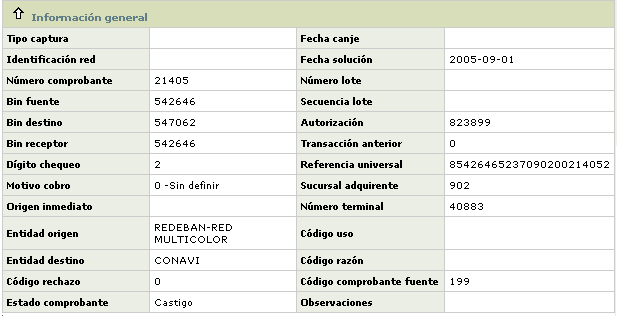 Información general
Tipo captura Fecha canje
Identificación red Fecha solución 2005-09-01
Número comprobante 21405 Número lote
Bin fuente 542646 Secuencia lote
Bin destino 547062 Autorización 823899
Bin receptor 542646 Transacción anterior 0
Dígito chequeo 2 Referencia universal 85426465237090200214052
Motivo cobro 0 -Sin definir Sucursal adquirente 902
Origen inmediato Número terminal 40883
Entidad origen REDEBAN-RED MULTICOLOR Código uso
Entidad destino CONAVI Código razón
Código rechazo 0 Código comprobante fuente 199
Estado comprobante Castigo Observaciones